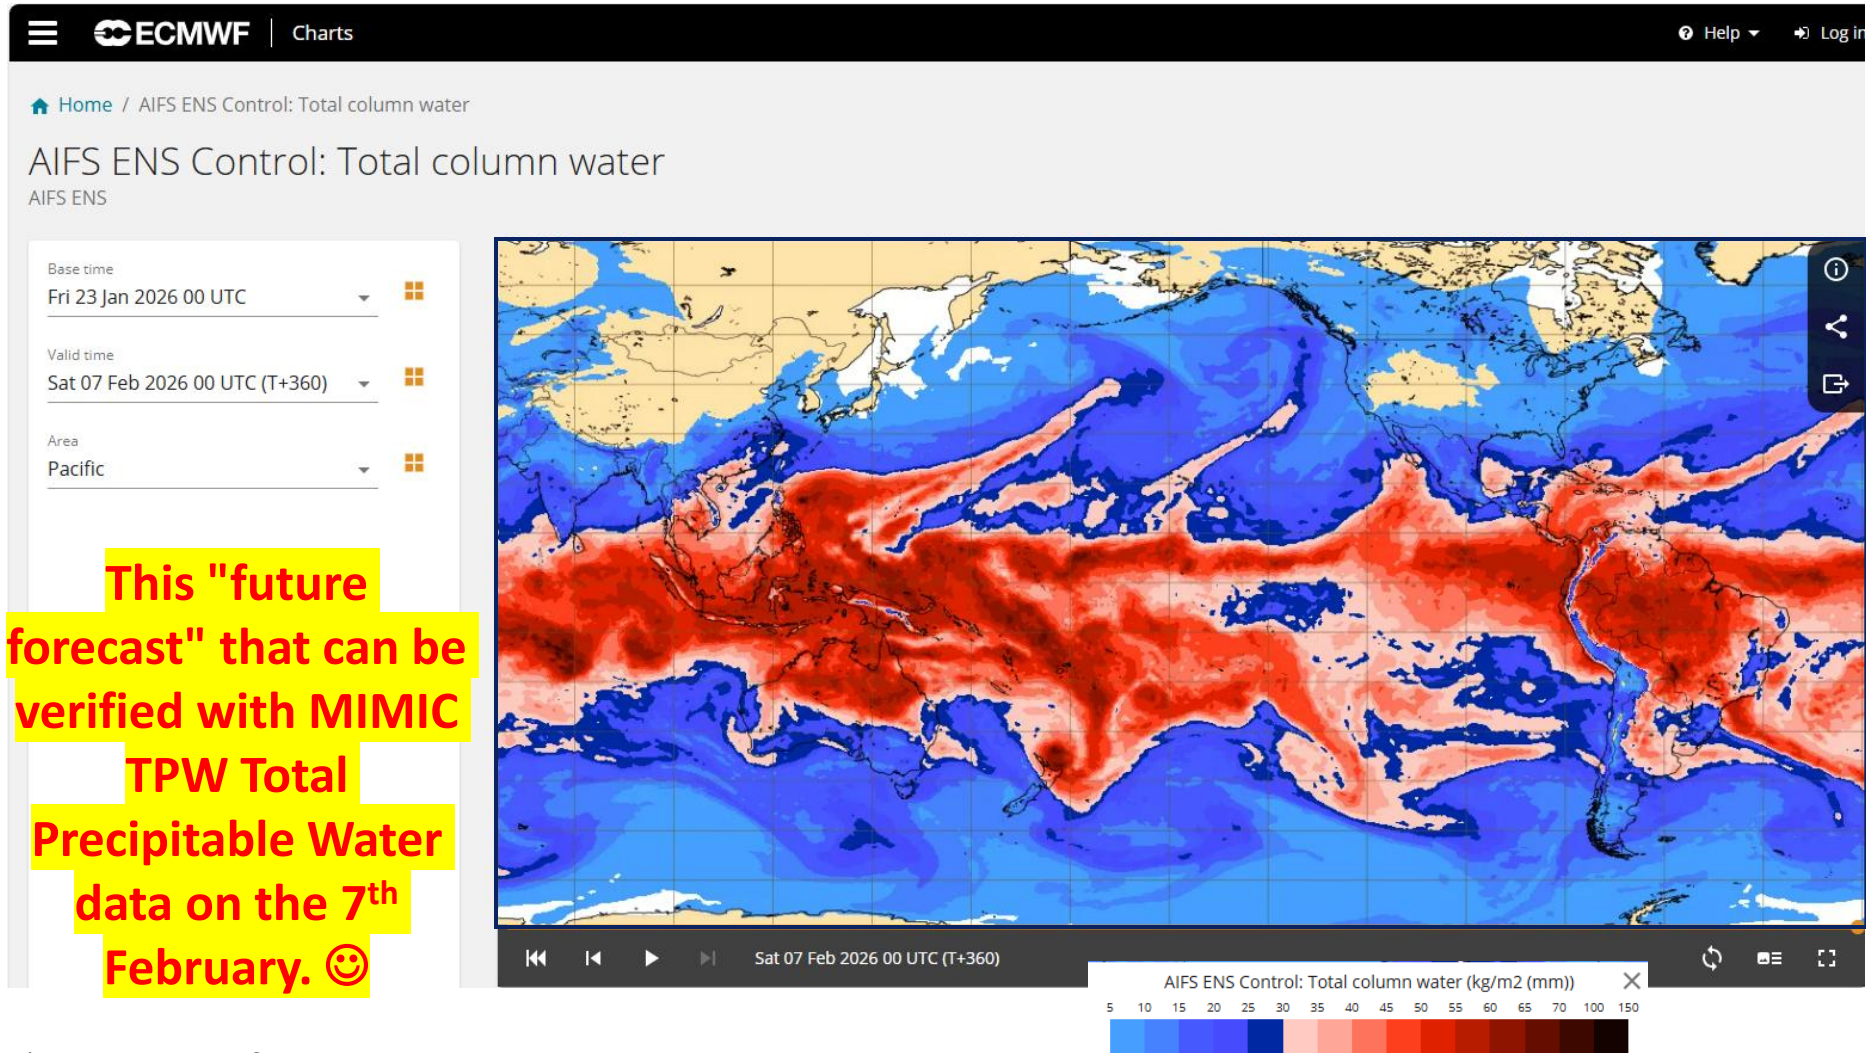 ECMWF Charts Help Log in
Home / AIFS ENS Control: Total column water
AIFS ENS Control: Total column water
AIFS ENS
Base time
Fri 23 Jan 2026 00 UTC
Valid time
Sat 07 Feb 2026 00 UTC (T+360)
Area
Pacific
This "future
forecast" that can be
verified with MIMIC
TPW Total
Precipitable Water
data on the 7th
February. ☺
Sat 07 Feb 2026 00 UTC (T+360)
AIFS ENS Control: Total column water (kg/m2 (mm))
5 10 15 20 25 30 35 40 45 50 55 60 65 70 100 150